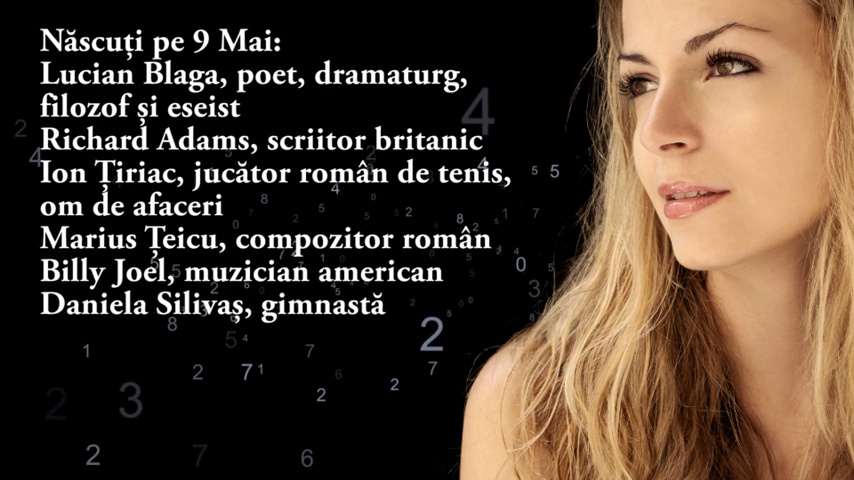 Născuți pe 9 Mai:
Lucian Blaga, poet, dramaturg,
filozof și eseist
Richard Adams, scriitor britanic
Ion Țiriac, jucător român de tenis,
om de afaceri
Marius Țeicu, compozitor român
Billy Joel, muzician american
Daniela Silivaș, gimnastă